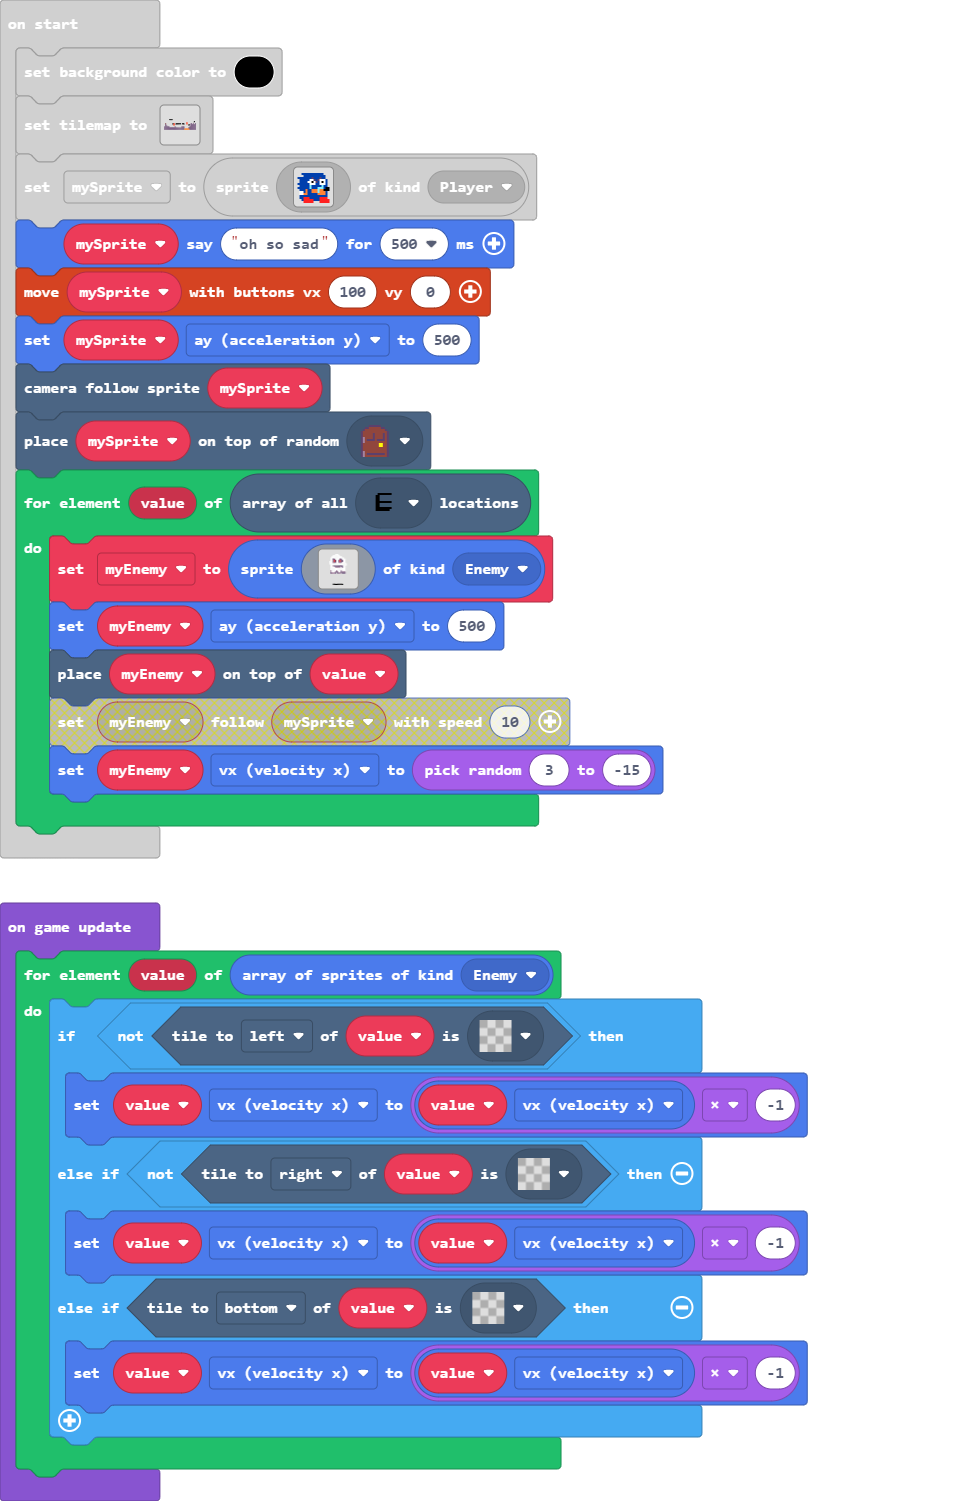 on start
set background color to
set tilemap to
set mySprite to sprite of kind Player
mySprite say "oh so sad" for 500 ms
move mySprite with buttons vx 100 vy 0
set mySprite ay (acceleration y) to 500
camera follow sprite mySprite
place mySprite on top of random
for element value of array of all E locations
do
set myEnemy to sprite of kind Enemy
set myEnemy ay (acceleration y) to 500
place myEnemy on top of value
set myEnemy follow mySprite with speed 10
set myEnemy vx (velocity x) to pick random 3 to -15
on game update
for element value of array of sprites of kind Enemy
do
if not tile to left of value is then
set value vx (velocity x) to value vx (velocity x) × -1
else if not tile to right of value is then
set value vx (velocity x) to value vx (velocity x) × -1
else if tile to bottom of value is then
set value vx (velocity x) to value vx (velocity x) × -1